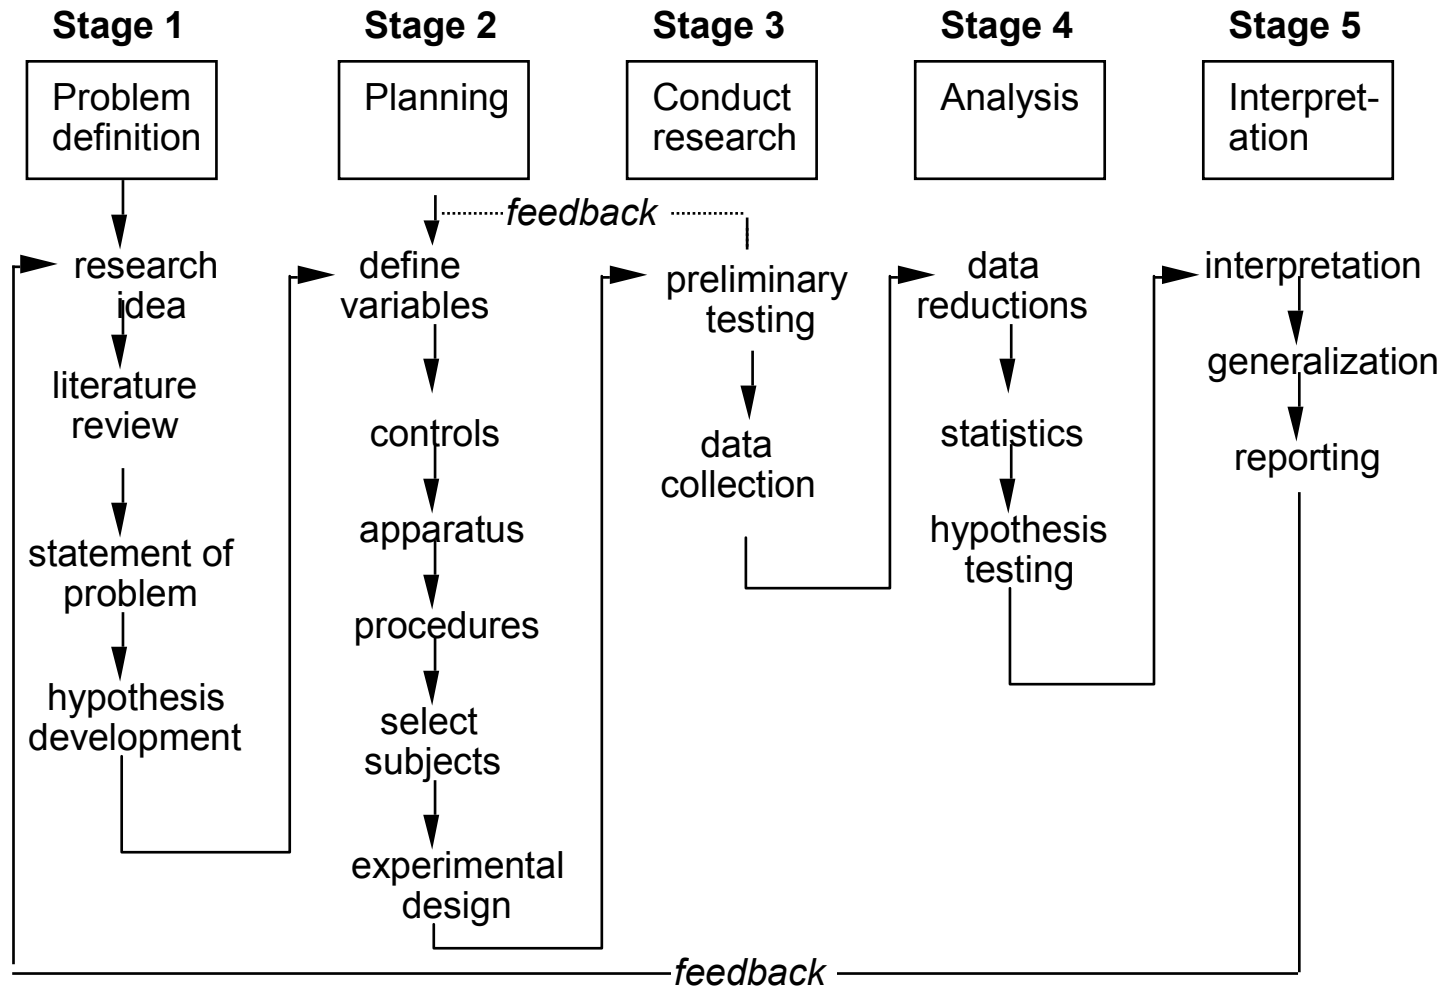 Stage 1
Problem
definition
research
idea
literature
review
statement of
problem
hypothesis
development
Stage 2
Planning
define
variables
controls
apparatus
procedures
select
subjects
experimental
design
Stage 3
Conduct
research
feedback
preliminary
testing
data
collection
Stage 4
Analysis
data
reductions
statistics
hypothesis
testing
Stage 5
Interpret-
ation
interpretation
generalization
reporting
feedback